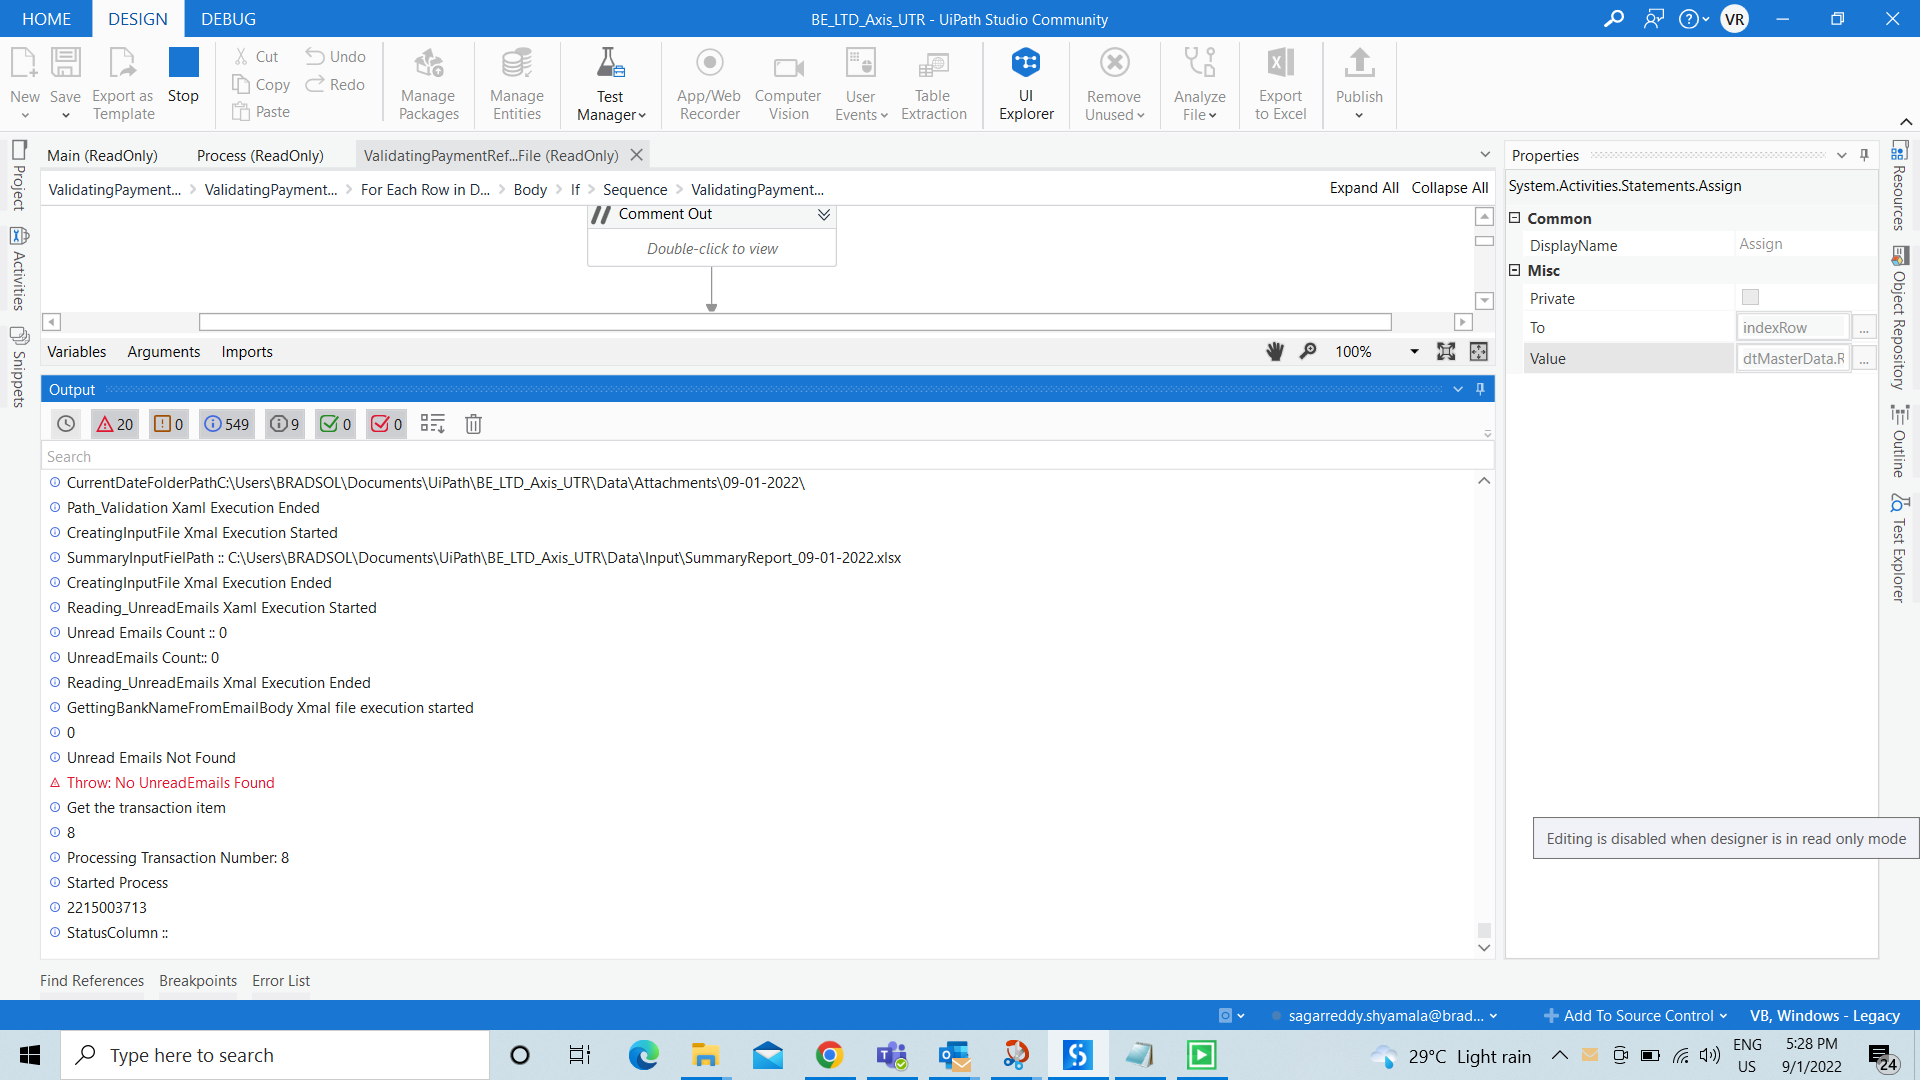 HOME DESIGN DEBUG
BE_LTD_Axis_UTR - UiPath Studio Community
VR
New
Save
Export as Template
Stop
Cut
Copy
Paste
Undo
Redo
Manage Packages
Manage Entities
Test Manager
App/Web Recorder
Computer Vision
User Events
Table Extraction
UI Explorer
Remove Unused
Analyze File
Export to Excel
Publish
Project
Activities
Snippets
Main (ReadOnly)
Process (ReadOnly)
ValidatingPaymentRef...File (ReadOnly)
ValidatingPayment... > ValidatingPayment... > For Each Row in D... > Body > If > Sequence > ValidatingPayment...
Expand All Collapse All
Comment Out
Double-click to view
Variables Arguments Imports
100%
Output
20 0 549 9 0 0
Search
CurrentDateFolderPathC:\Users\BRADSOL\Documents\UiPath\BE_LTD_Axis_UTR\Data\Attachments\09-01-2022\
Path_Validation Xaml Execution Ended
CreatingInputFile Xmal Execution Started
SummaryInputFielPath :: C:\Users\BRADSOL\Documents\UiPath\BE_LTD_Axis_UTR\Data\Input\SummaryReport_09-01-2022.xlsx
CreatingInputFile Xmal Execution Ended
Reading_UnreadEmails Xaml Execution Started
Unread Emails Count :: 0
UnreadEmails Count:: 0
Reading_UnreadEmails Xmal Execution Ended
GettingBankNameFromEmailBody Xmal file execution started
0
Unread Emails Not Found
Throw: No UnreadEmails Found
Get the transaction item
8
Processing Transaction Number: 8
Started Process
2215003713
StatusColumn ::
Find References Breakpoints Error List
Properties
System.Activities.Statements.Assign
Common
DisplayName Assign
Misc
Private
To indexRow ...
Value dtMasterData.R ...
Editing is disabled when designer is in read only mode
Resources
Object Repository
Outline
Test Explorer
sagarreddy.shyamala@brad...
Add To Source Control
VB, Windows - Legacy
Type here to search
29°C Light rain
ENG
US
5:28 PM
9/1/2022
24